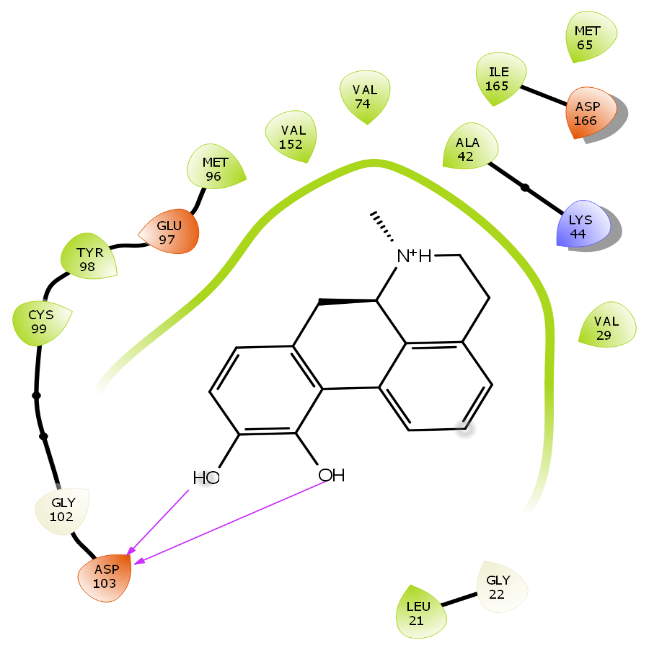 MET
65
ILE
165
ASP
166
VAL
74
VAL
152
ALA
42
MET
96
LYS
44
GLU
97
TYR
98
N+H
CYS
99
VAL
29
HO
OH
GLY
102
ASP
103
GLY
22
LEU
21